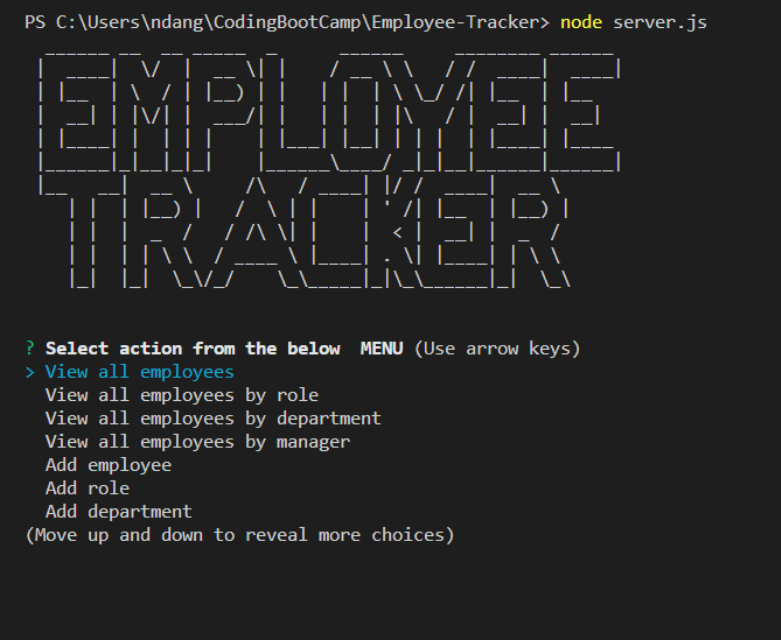 PS C:\Users\ndang\CodingBootCamp\Employee-Tracker> node server.js
EMPLOYEE
TRACKER
? Select action from the below  MENU (Use arrow keys)
> View all employees
  View all employees by role
  View all employees by department
  View all employees by manager
  Add employee
  Add role
  Add department
(Move up and down to reveal more choices)